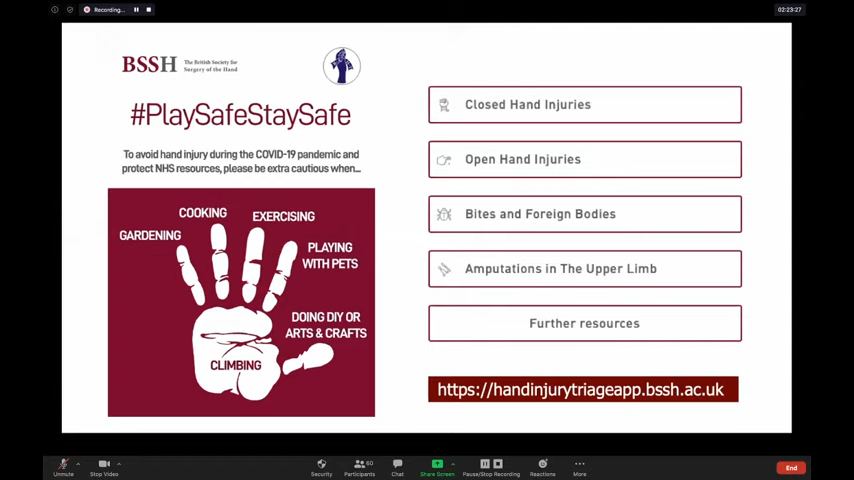 Recording...
02:23:27
BSSH
The British Society for
Surgery of the Hand
#PlaySafeStaySafe
To avoid hand injury during the COVID-19 pandemic and
protect NHS resources, please be extra cautious when...
COOKING
EXERCISING
GARDENING
PLAYING
WITH PETS
DOING DIY OR
ARTS & CRAFTS
CLIMBING
Closed Hand Injuries
Open Hand Injuries
Bites and Foreign Bodies
Amputations in The Upper Limb
Further resources
https://handinjurytriageapp.bssh.ac.uk
Unmute
Stop Video
Security
Participants
60
Chat
Share Screen
Pause/Stop Recording
Reactions
More
End